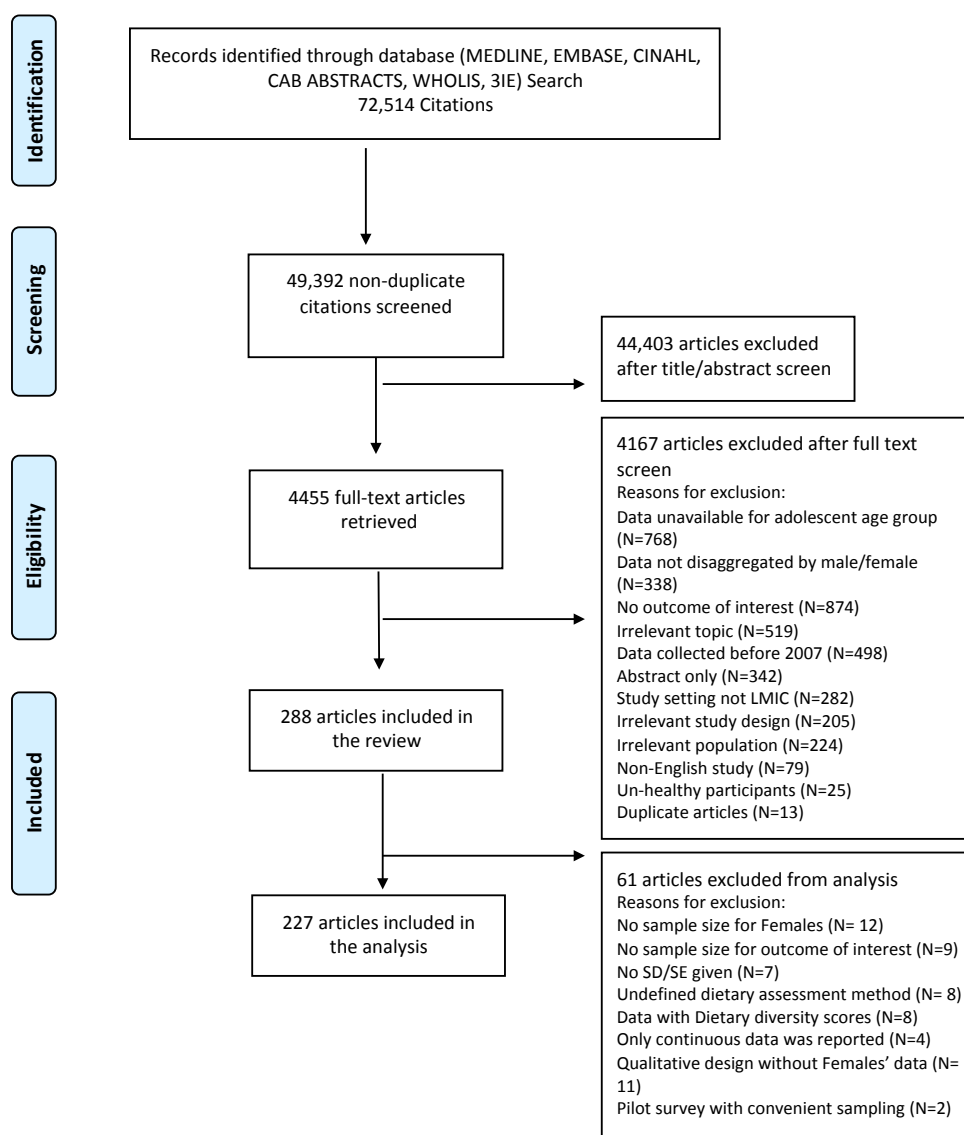 Identification
Records identified through database (MEDLINE, EMBASE, CINAHL,
CAB ABSTRACTS, WHOLIS, 3IE) Search
72,514 Citations
Screening
49,392 non-duplicate
citations screened
44,403 articles excluded
after title/abstract screen
Eligibility
4455 full-text articles
retrieved
4167 articles excluded after full text
screen
Reasons for exclusion:
Data unavailable for adolescent age group
(N=768)
Data not disaggregated by male/female
(N=338)
No outcome of interest (N=874)
Irrelevant topic (N=519)
Data collected before 2007 (N=498)
Abstract only (N=342)
Study setting not LMIC (N=282)
Irrelevant study design (N=205)
Irrelevant population (N=224)
Non-English study (N=79)
Un-healthy participants (N=25)
Duplicate articles (N=13)
Included
288 articles included in
the review
227 articles included in
the analysis
61 articles excluded from analysis
Reasons for exclusion:
No sample size for Females (N= 12)
No sample size for outcome of interest (N=9)
No SD/SE given (N=7)
Undefined dietary assessment method (N= 8)
Data with Dietary diversity scores (N=8)
Only continuous data was reported (N=4)
Qualitative design without Females’ data (N=
11)
Pilot survey with convenient sampling (N=2)